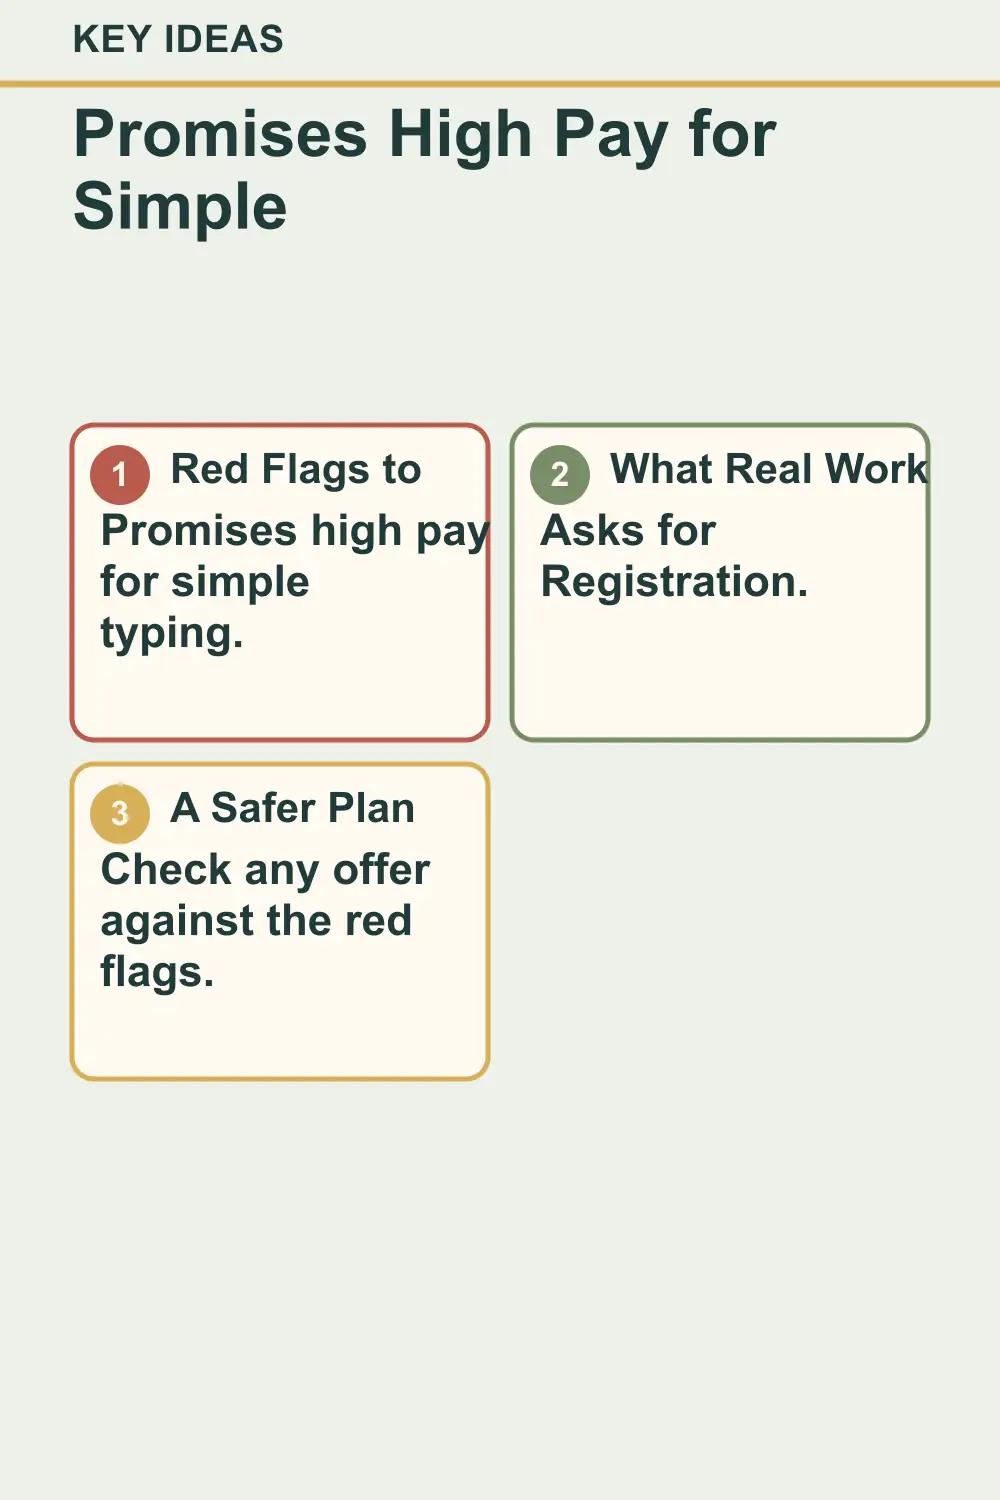 KEY IDEAS
Promises High Pay for
Simple
1 Red Flags to
Promises high pay
for simple
typing.
2 What Real Work
Asks for
Registration.
3 A Safer Plan
Check any offer
against the red
flags.